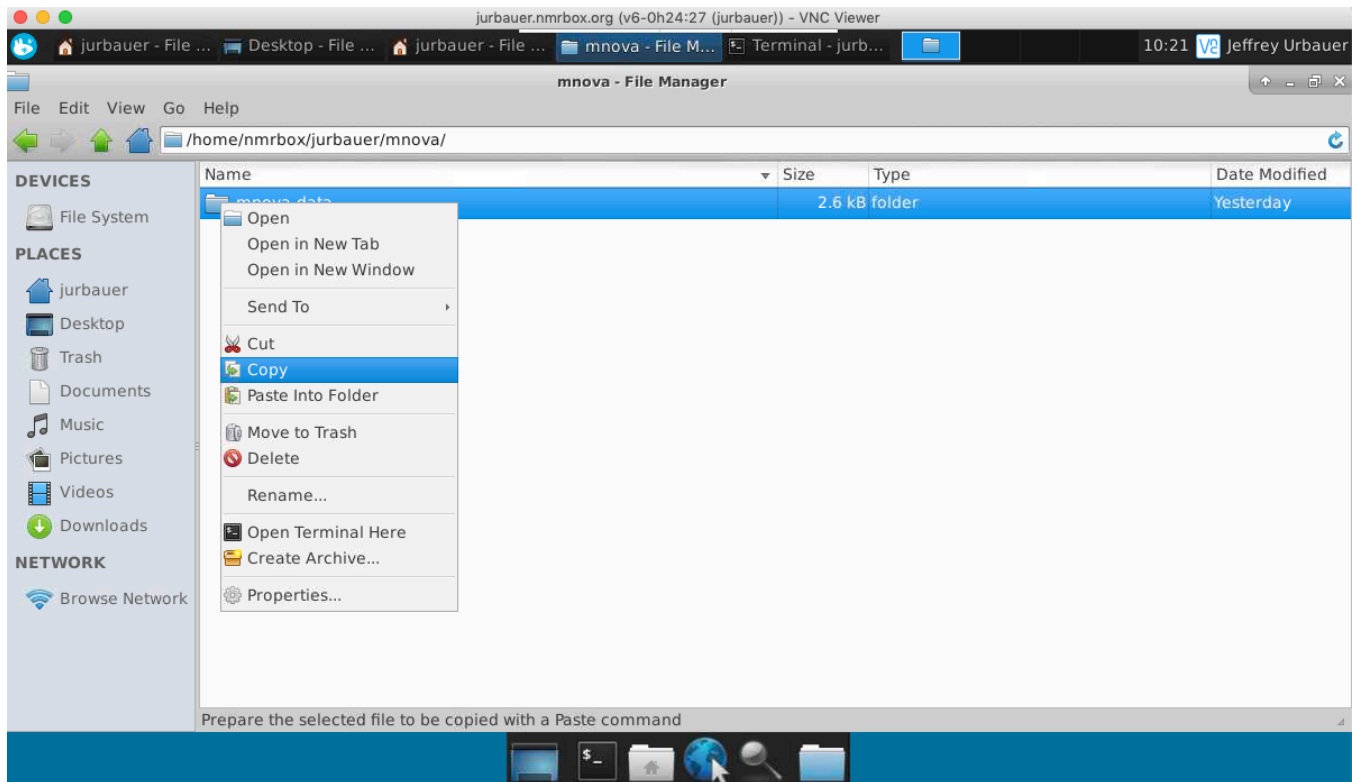 jurbauer.nmrbox.org (v6-0h24:27 (jurbauer)) - VNC Viewer
jurbauer - File ... Desktop - File ... jurbauer - File ... mnova - File M... Terminal - jurb... 10:21 V2 Jeffrey Urbauer
mnova - File Manager
File Edit View Go Help
/home/nmrbox/jurbauer/mnova/
DEVICES
File System
PLACES
jurbauer
Desktop
Trash
Documents
Music
Pictures
Videos
Downloads
NETWORK
Browse Network
Name Size Type Date Modified
mnova data 2.6 kB folder Yesterday
Open
Open in New Tab
Open in New Window
Send To
Cut
Copy
Paste Into Folder
Move to Trash
Delete
Rename...
Open Terminal Here
Create Archive...
Properties...
Prepare the selected file to be copied with a Paste command
$_